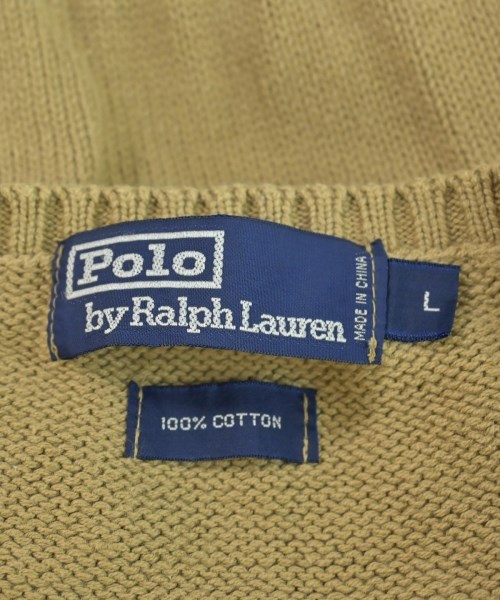 Polo
by Ralph Lauren
MADE IN CHINA
L
100% COTTON